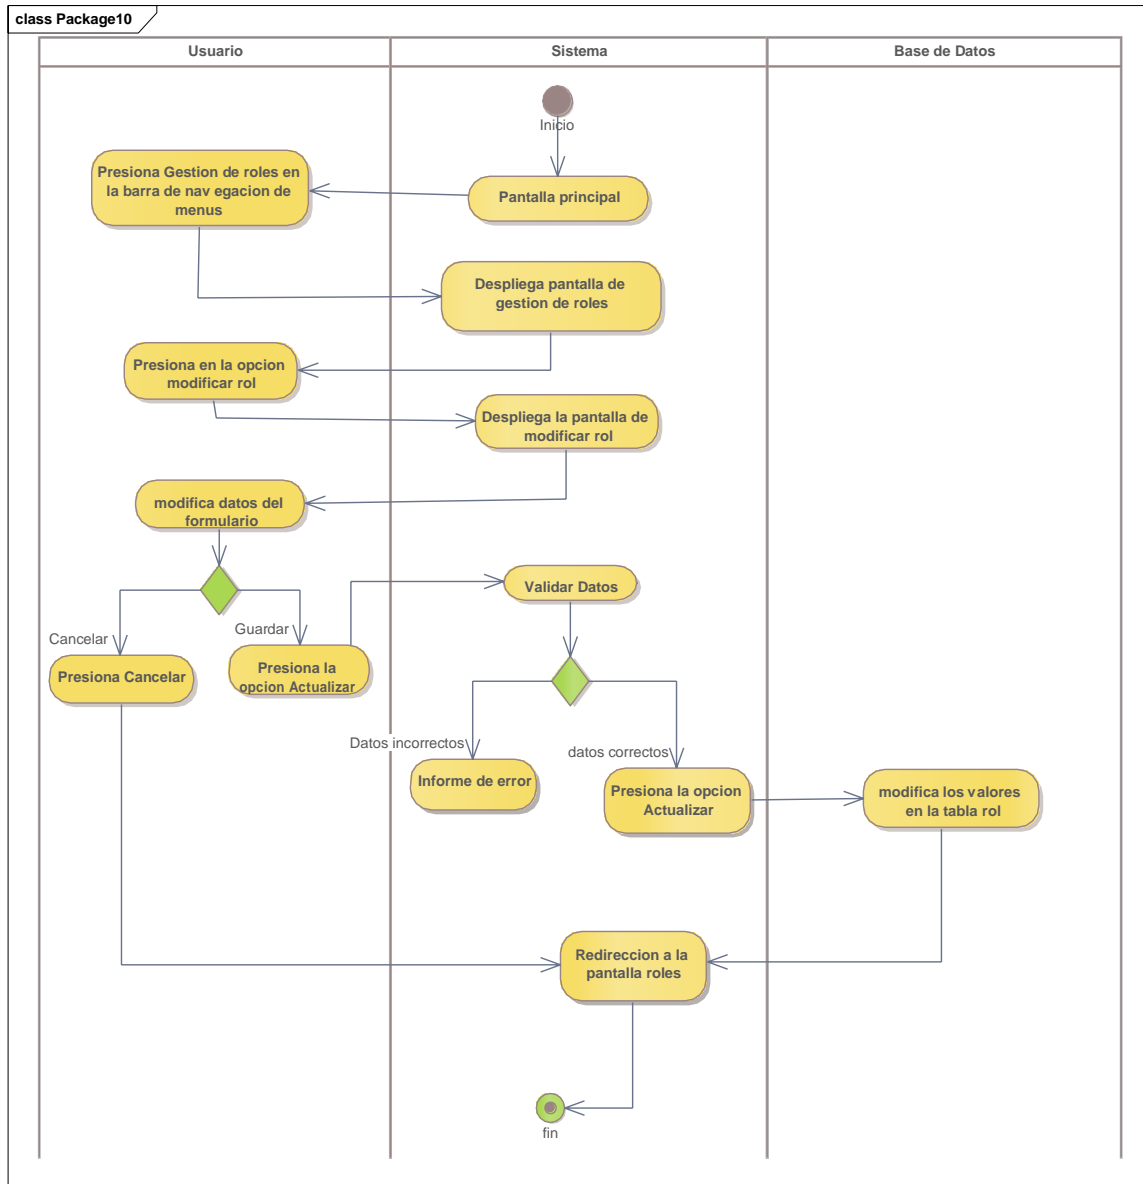 class Package10
Usuario
Sistema
Base de Datos
Inicio
Presiona Gestion de roles en
la barra de nav egacion de
menus
Pantalla principal
Despliega pantalla de
gestion de roles
Presiona en la opcion
modificar rol
Despliega la pantalla de
modificar rol
modifica datos del
formulario
Validar Datos
Cancelar
Guardar
Presiona Cancelar
Presiona la
opcion Actualizar
Datos incorrectos
datos correctos
Informe de error
Presiona la opcion
Actualizar
modifica los valores
en la tabla rol
Redireccion a la
pantalla roles
fin